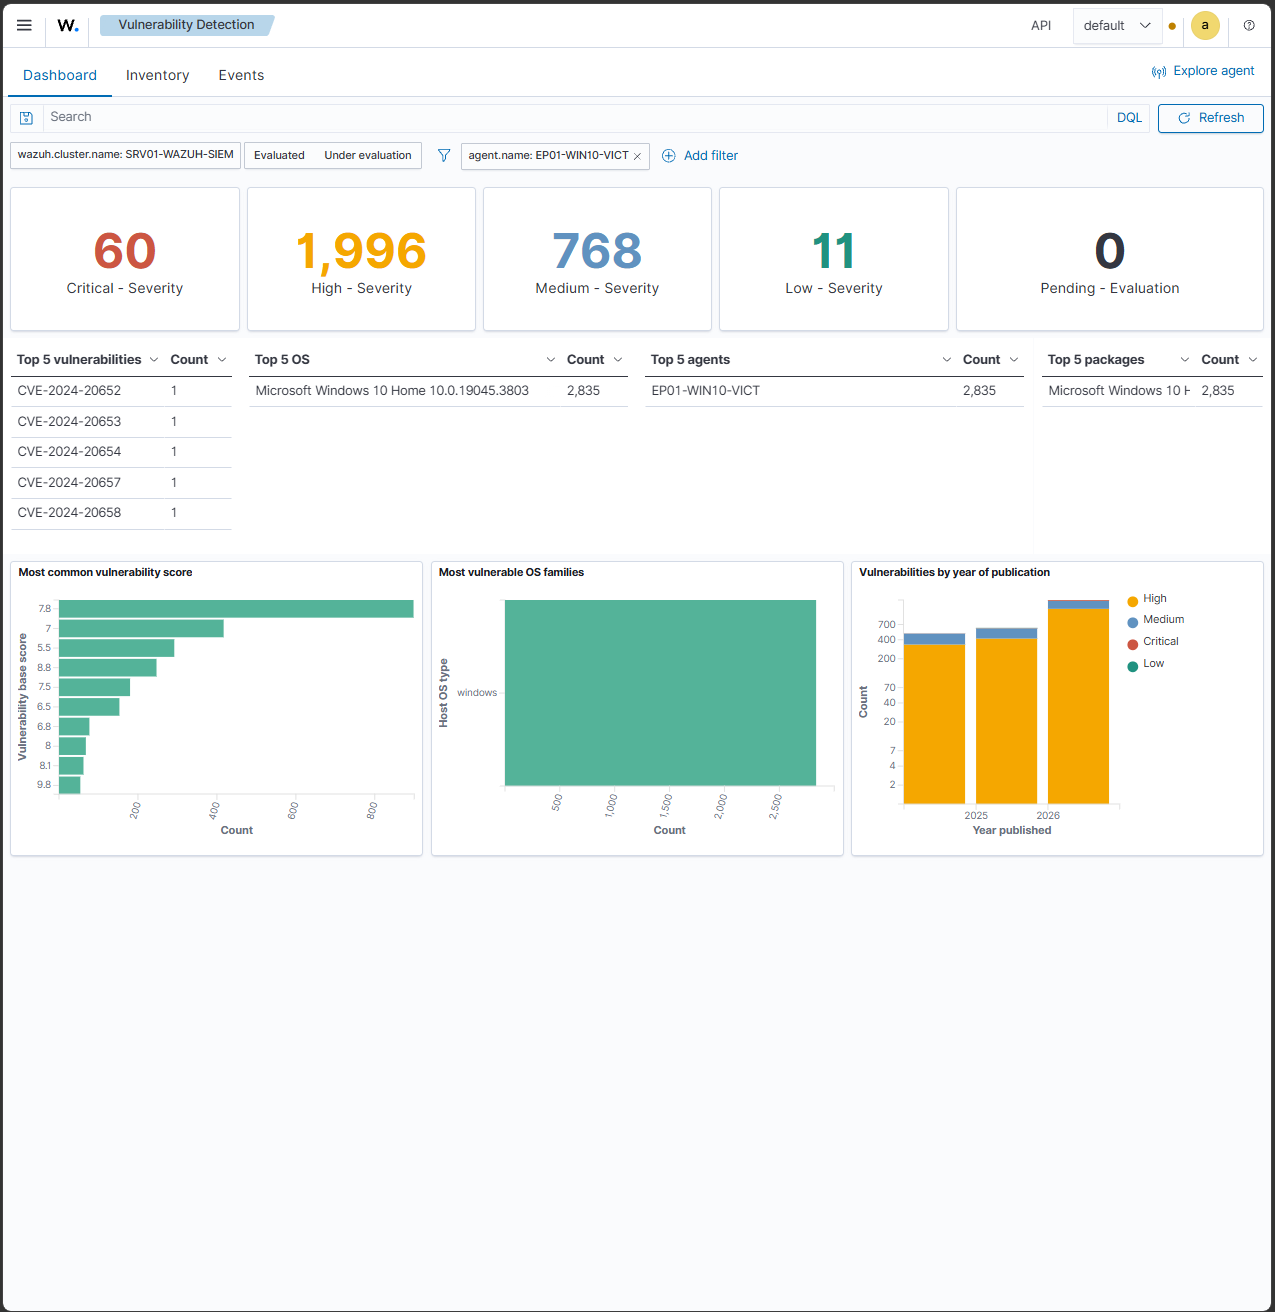 W. Vulnerability Detection API default a
Dashboard Inventory Events Explore agent
Search DQL Refresh
wazuh.cluster.name: SRV01-WAZUH-SIEM Evaluated Under evaluation agent.name: EP01-WIN10-VICT Add filter
60
Critical - Severity
1,996
High - Severity
768
Medium - Severity
11
Low - Severity
0
Pending - Evaluation
Top 5 vulnerabilities Count
CVE-2024-20652 1
CVE-2024-20653 1
CVE-2024-20654 1
CVE-2024-20657 1
CVE-2024-20658 1
Top 5 OS Count
Microsoft Windows 10 Home 10.0.19045.3803 2,835
Top 5 agents Count
EP01-WIN10-VICT 2,835
Top 5 packages Count
Microsoft Windows 10 H 2,835
Most common vulnerability score
Vulnerability base score
7.8
7
5.5
8.8
7.5
6.5
6.8
8
8.1
9.8
200 400 600 800
Count
Most vulnerable OS families
Host OS type
windows
500 1,000 1,500 2,000 2,500
Count
Vulnerabilities by year of publication
Count
700
400
200
70
40
20
7
4
2
2025 2026
Year published
High
Medium
Critical
Low